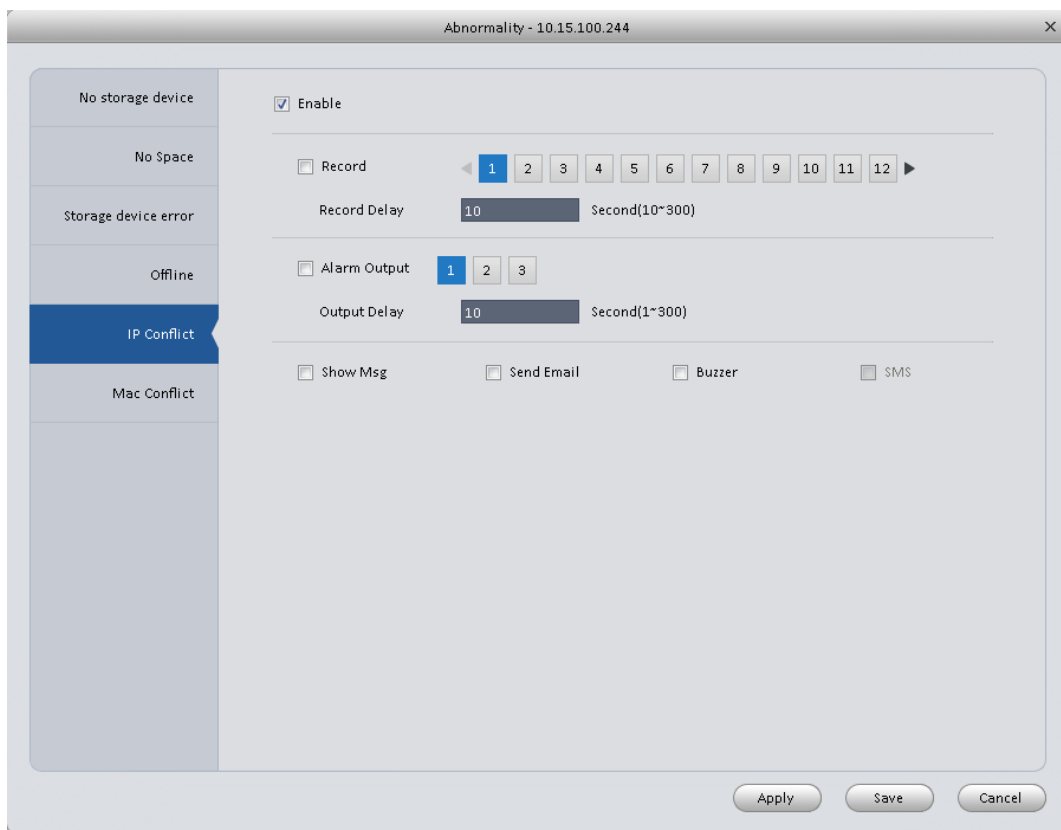 Abnormality - 10.15.100.244
No storage device
No Space
Storage device error
Offline
IP Conflict
Mac Conflict
Enable
Record 1 2 3 4 5 6 7 8 9 10 11 12
Record Delay 10 Second(10~300)
Alarm Output 1 2 3
Output Delay 10 Second(1~300)
Show Msg Send Email Buzzer SMS
Apply Save Cancel